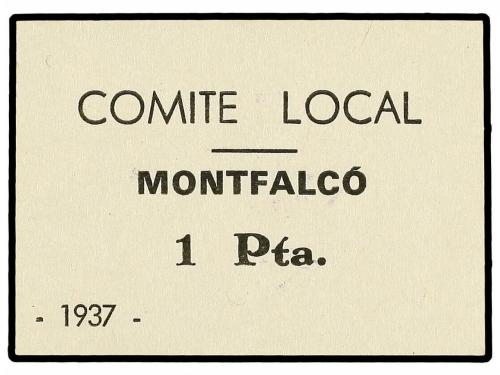 COMITE LOCAL
MONTFALCÓ
1 Pta.
- 1937 -